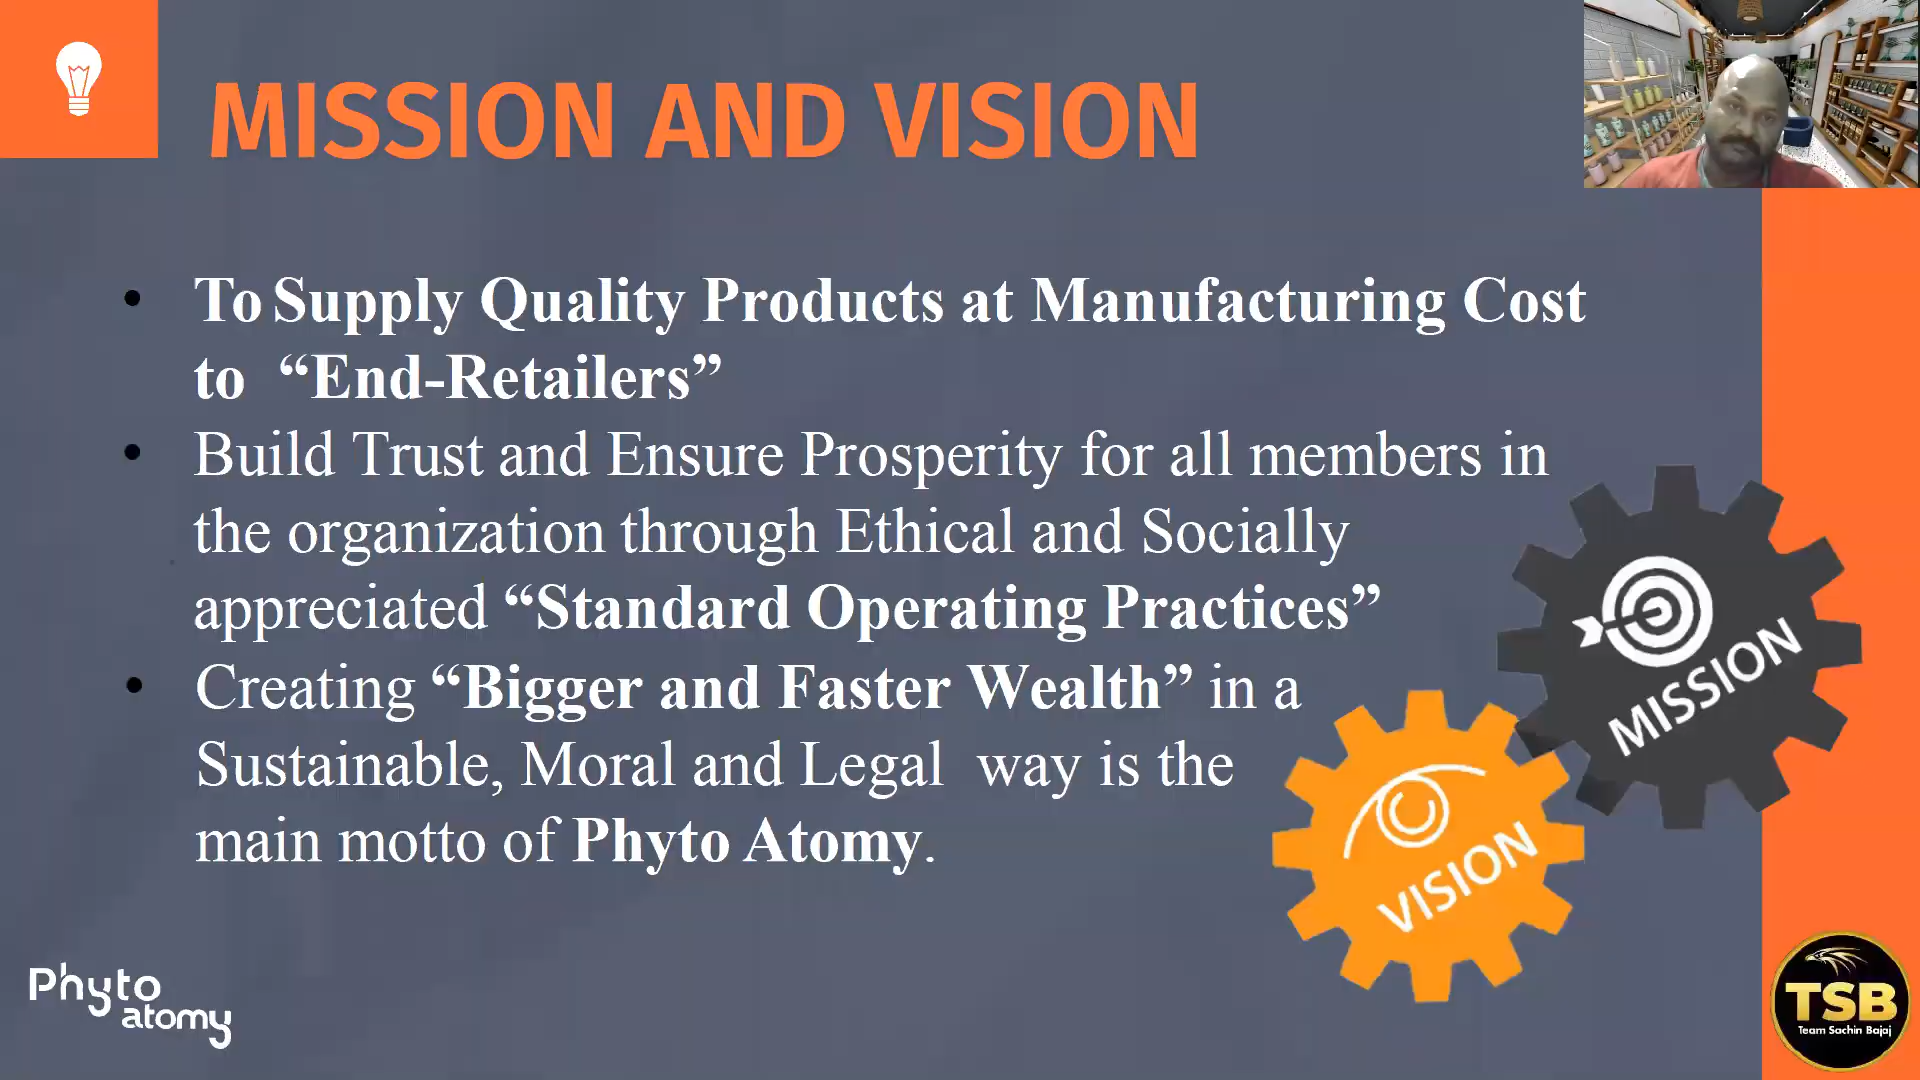 MISSION AND VISION
• To Supply Quality Products at Manufacturing Cost
to “End-Retailers”
• Build Trust and Ensure Prosperity for all members in
the organization through Ethical and Socially
appreciated “Standard Operating Practices”
• Creating “Bigger and Faster Wealth” in a
Sustainable, Moral and Legal way is the
main motto of Phyto Atomy.
MISSION
VISION
Phyto
atomy
TSB
Team Sachin Bajaj